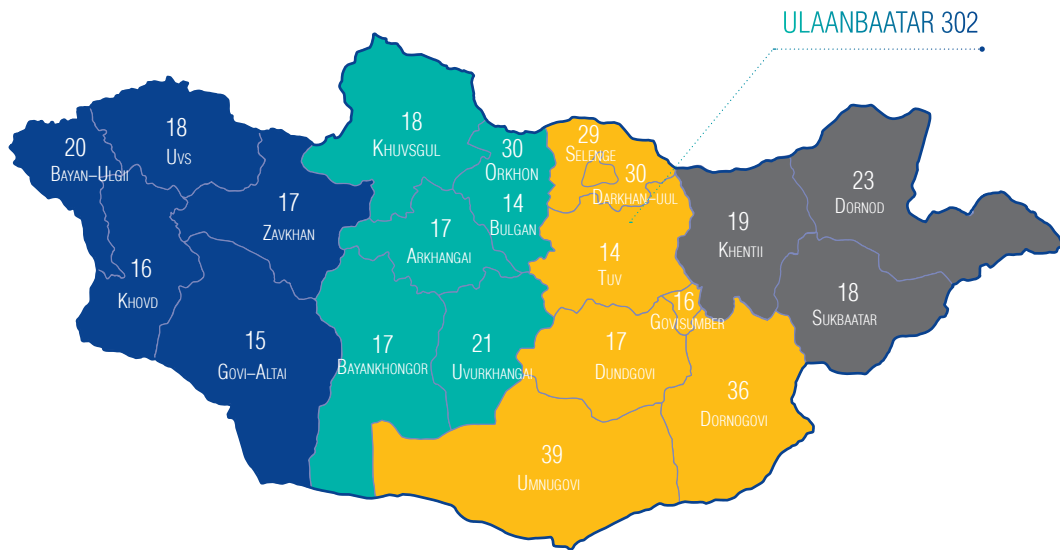 ULAANBAATAR 302
20
Bayan–Ulgii
18
Uvs
17
Zavkhan
16
Khovd
15
Govi–Altai
18
Khuvsgul
30
Orkhon
14
Bulgan
17
Arkhangai
17
Bayankhongor
21
Uvurkhangai
29
Selenge
30
Darkhan–uul
14
Tuv
16
Govisumber
17
Dundgovi
36
Dornogovi
39
Umnugovi
19
Khentii
23
Dornod
18
Sukbaatar